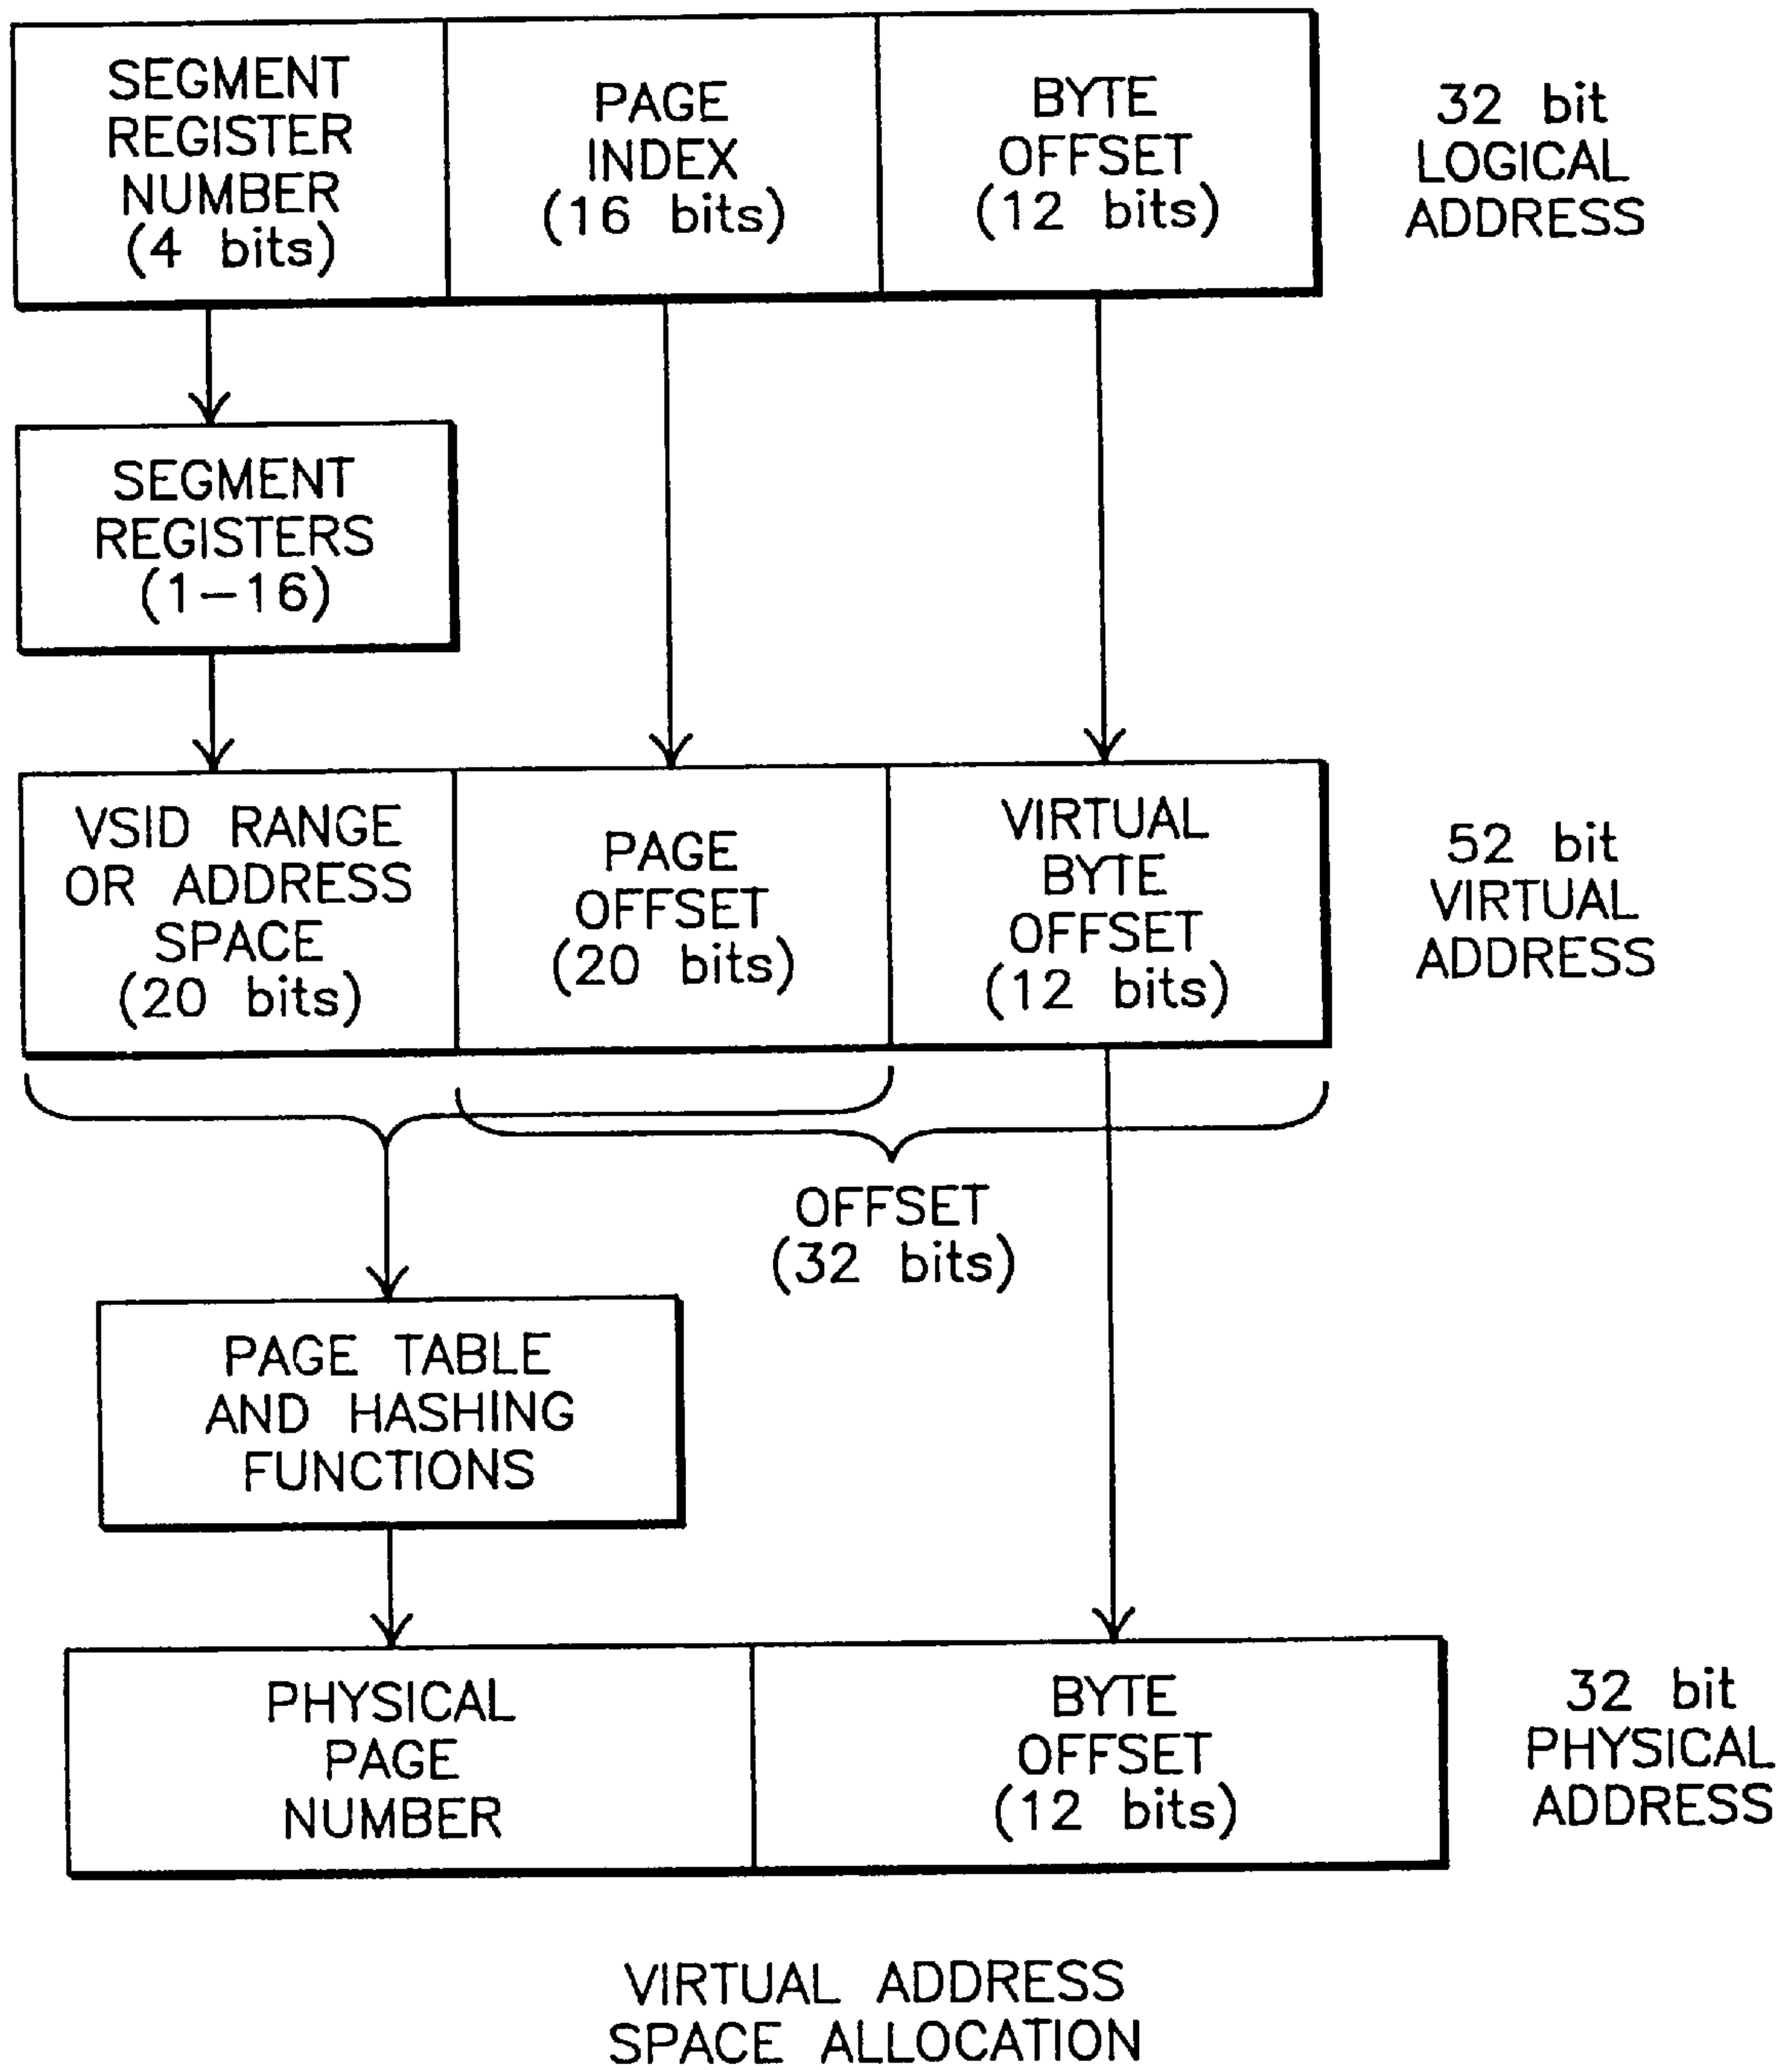 SEGMENT
REGISTER
NUMBER
(4 bits)
PAGE
INDEX
(16 bits)
BYTE
OFFSET
(12 bits)
32 bit
LOGICAL
ADDRESS
SEGMENT
REGISTERS
(1-16)
VSID RANGE
OR ADDRESS
SPACE
(20 bits)
PAGE
OFFSET
(20 bits)
VIRTUAL
BYTE
OFFSET
(12 bits)
52 bit
VIRTUAL
ADDRESS
OFFSET
(32 bits)
PAGE TABLE
AND HASHING
FUNCTIONS
PHYSICAL
PAGE
NUMBER
BYTE
OFFSET
(12 bits)
32 bit
PHYSICAL
ADDRESS
VIRTUAL ADDRESS
SPACE ALLOCATION